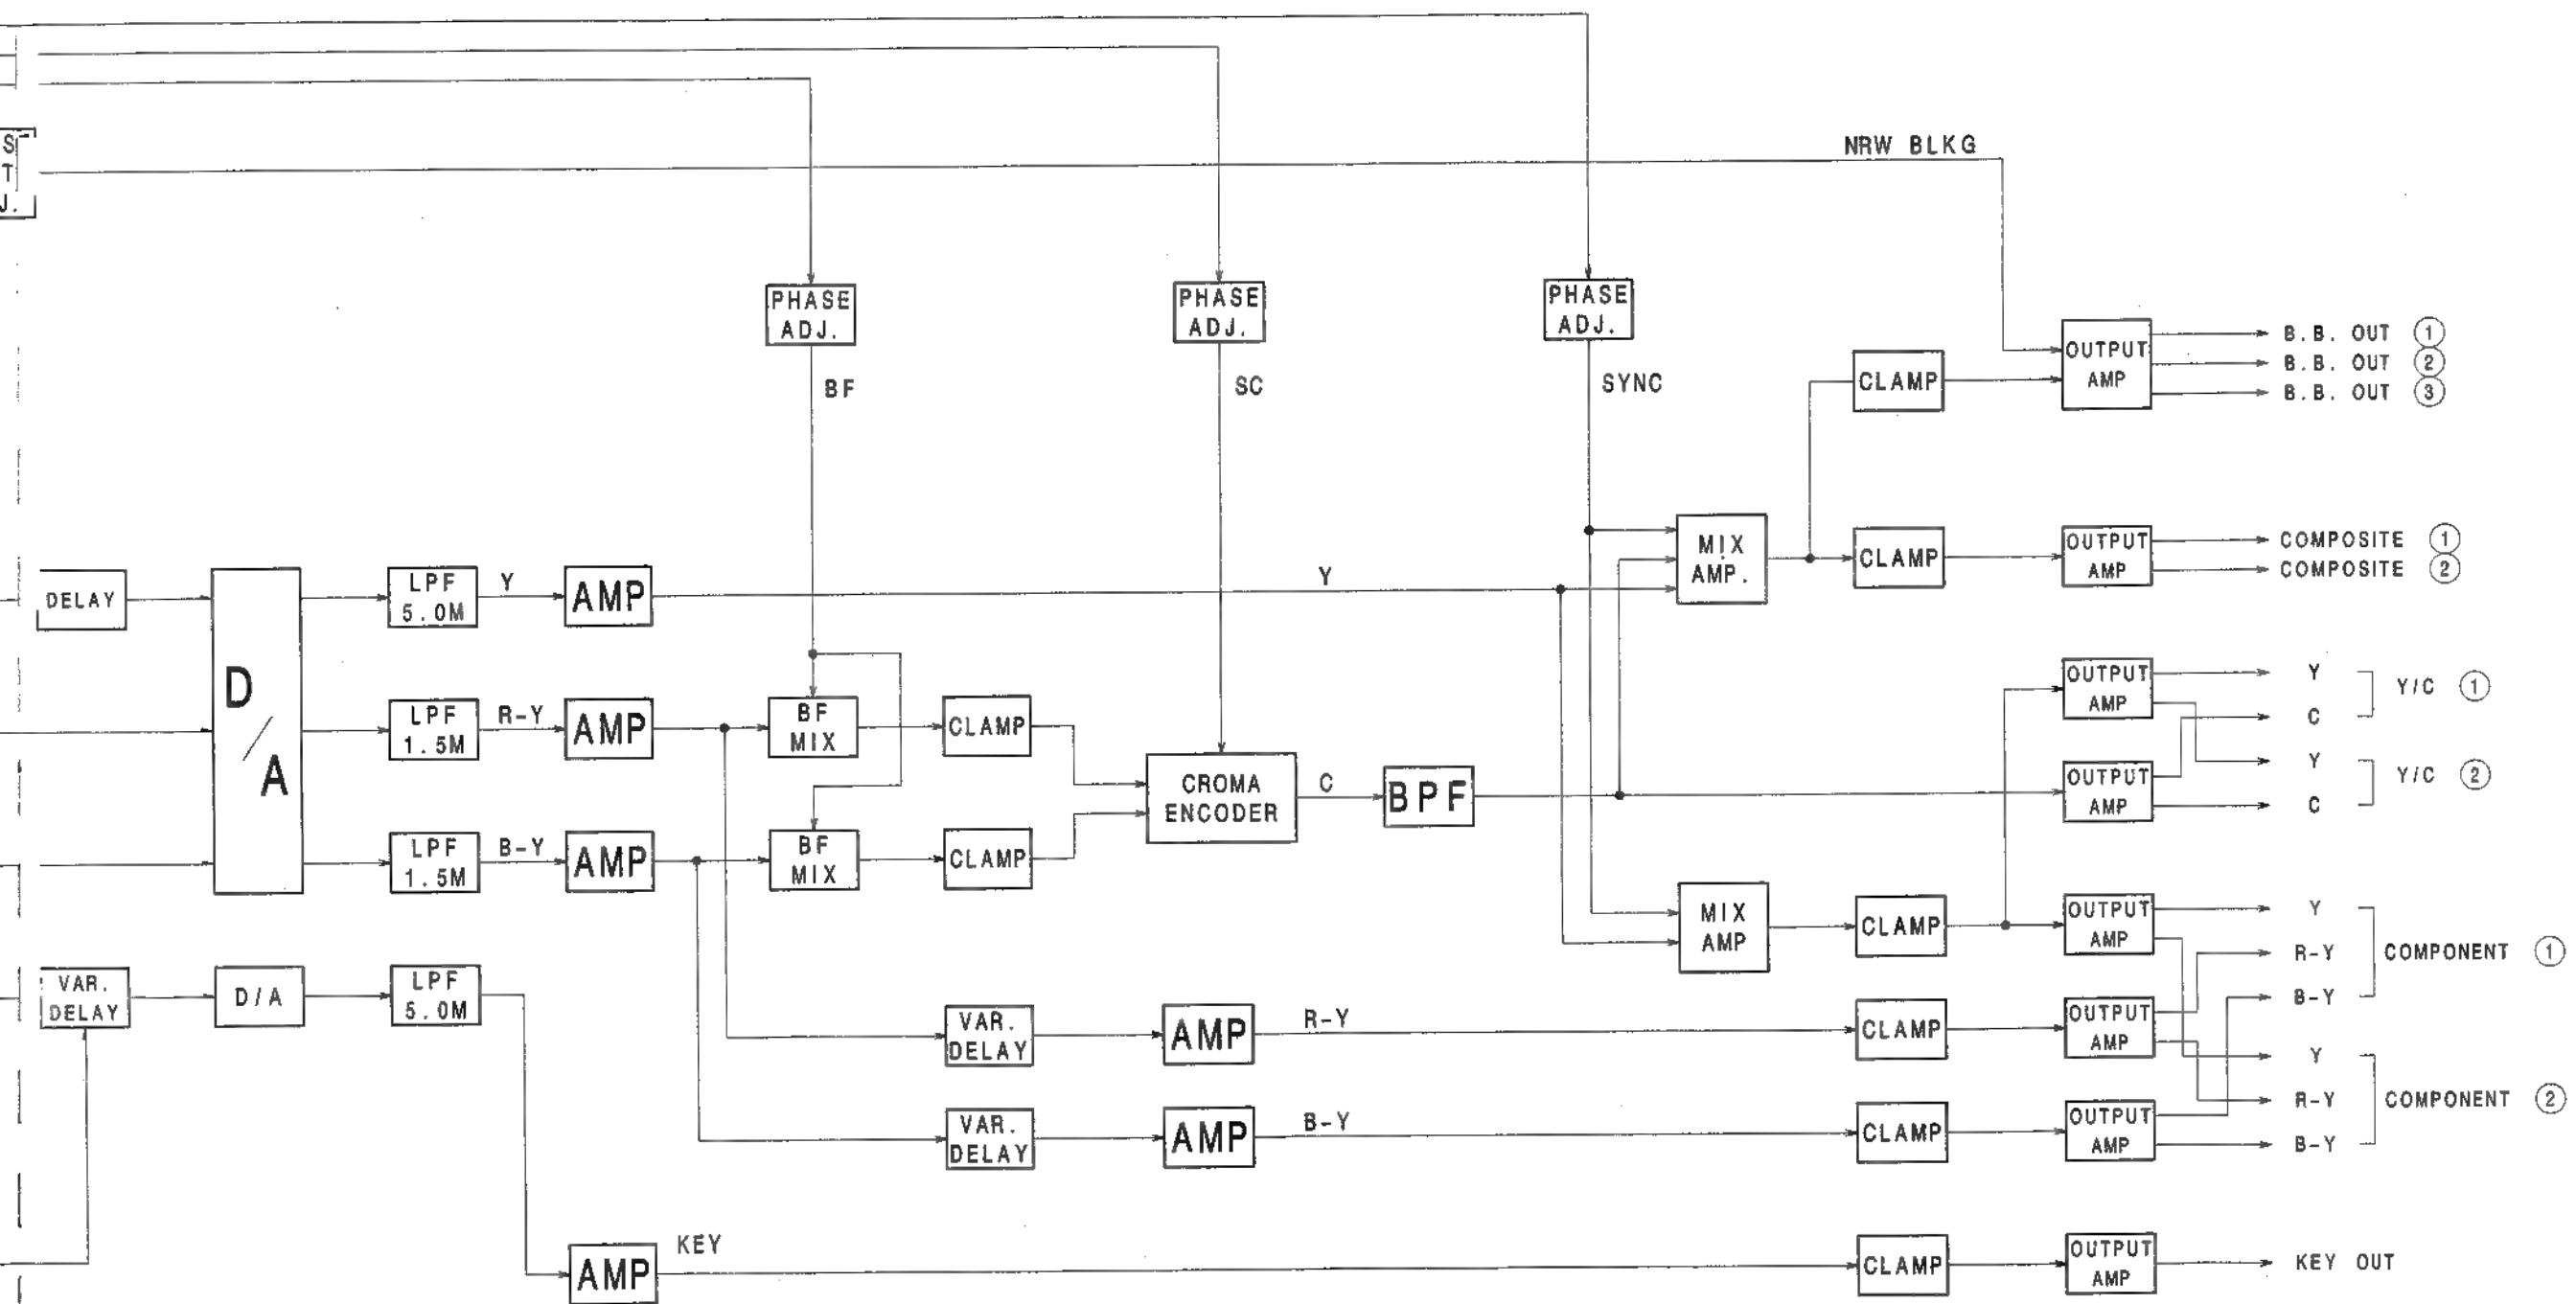 NRW BLKG
S
T
J.
PHASE
ADJ.
PHASE
ADJ.
PHASE
ADJ.
BF
SC
SYNC
CLAMP
OUTPUT
AMP
B.B. OUT ①
B.B. OUT ②
B.B. OUT ③
DELAY
D/A
LPF
5.0M
Y
AMP
Y
MIX
AMP.
CLAMP
OUTPUT
AMP
COMPOSITE ①
COMPOSITE ②
LPF
1.5M
R-Y
AMP
BF
MIX
CLAMP
CROMA
ENCODER
C
BPF
OUTPUT
AMP
OUTPUT
AMP
Y
C
Y/C ①
Y
C
Y/C ②
LPF
1.5M
B-Y
AMP
BF
MIX
CLAMP
MIX
AMP
CLAMP
OUTPUT
AMP
Y
R-Y
B-Y
COMPONENT ①
VAR.
DELAY
D/A
LPF
5.0M
VAR.
DELAY
AMP
R-Y
CLAMP
OUTPUT
AMP
Y
R-Y
B-Y
COMPONENT ②
VAR.
DELAY
AMP
B-Y
CLAMP
OUTPUT
AMP
AMP
KEY
CLAMP
OUTPUT
AMP
KEY OUT